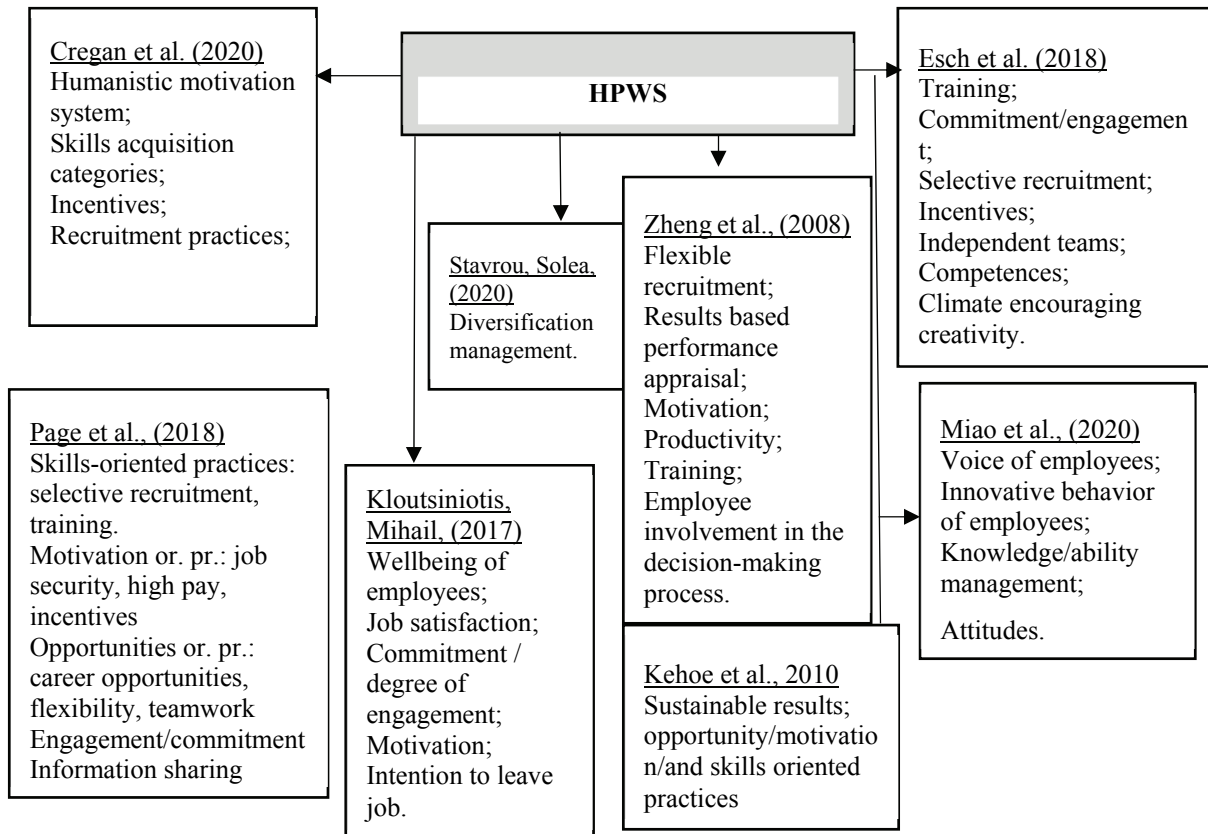 Cregan et al. (2020)
Humanistic motivation
system;
Skills acquisition
categories;
Incentives;
Recruitment practices;
HPWS
Esch et al. (2018)
Training;
Commitment/engagemen
t;
Selective recruitment;
Incentives;
Independent teams;
Competences;
Climate encouraging
creativity.
Stavrou, Solea,
(2020)
Diversification
management.
Zheng et al., (2008)
Flexible
recruitment;
Results based
performance
appraisal;
Motivation;
Productivity;
Training;
Employee
involvement in the
decision-making
process.
Page et al., (2018)
Skills-oriented practices:
selective recruitment,
training.
Motivation or. pr.: job
security, high pay,
incentives
Opportunities or. pr.:
career opportunities,
flexibility, teamwork
Engagement/commitment
Information sharing
Kloutsiniotis,
Mihail, (2017)
Wellbeing of
employees;
Job satisfaction;
Commitment /
degree of
engagement;
Motivation;
Intention to leave
job.
Kehoe et al., 2010
Sustainable results;
opportunity/motivatio
n/and skills oriented
practices
Miao et al., (2020)
Voice of employees;
Innovative behavior
of employees;
Knowledge/ability
management;
Attitudes.